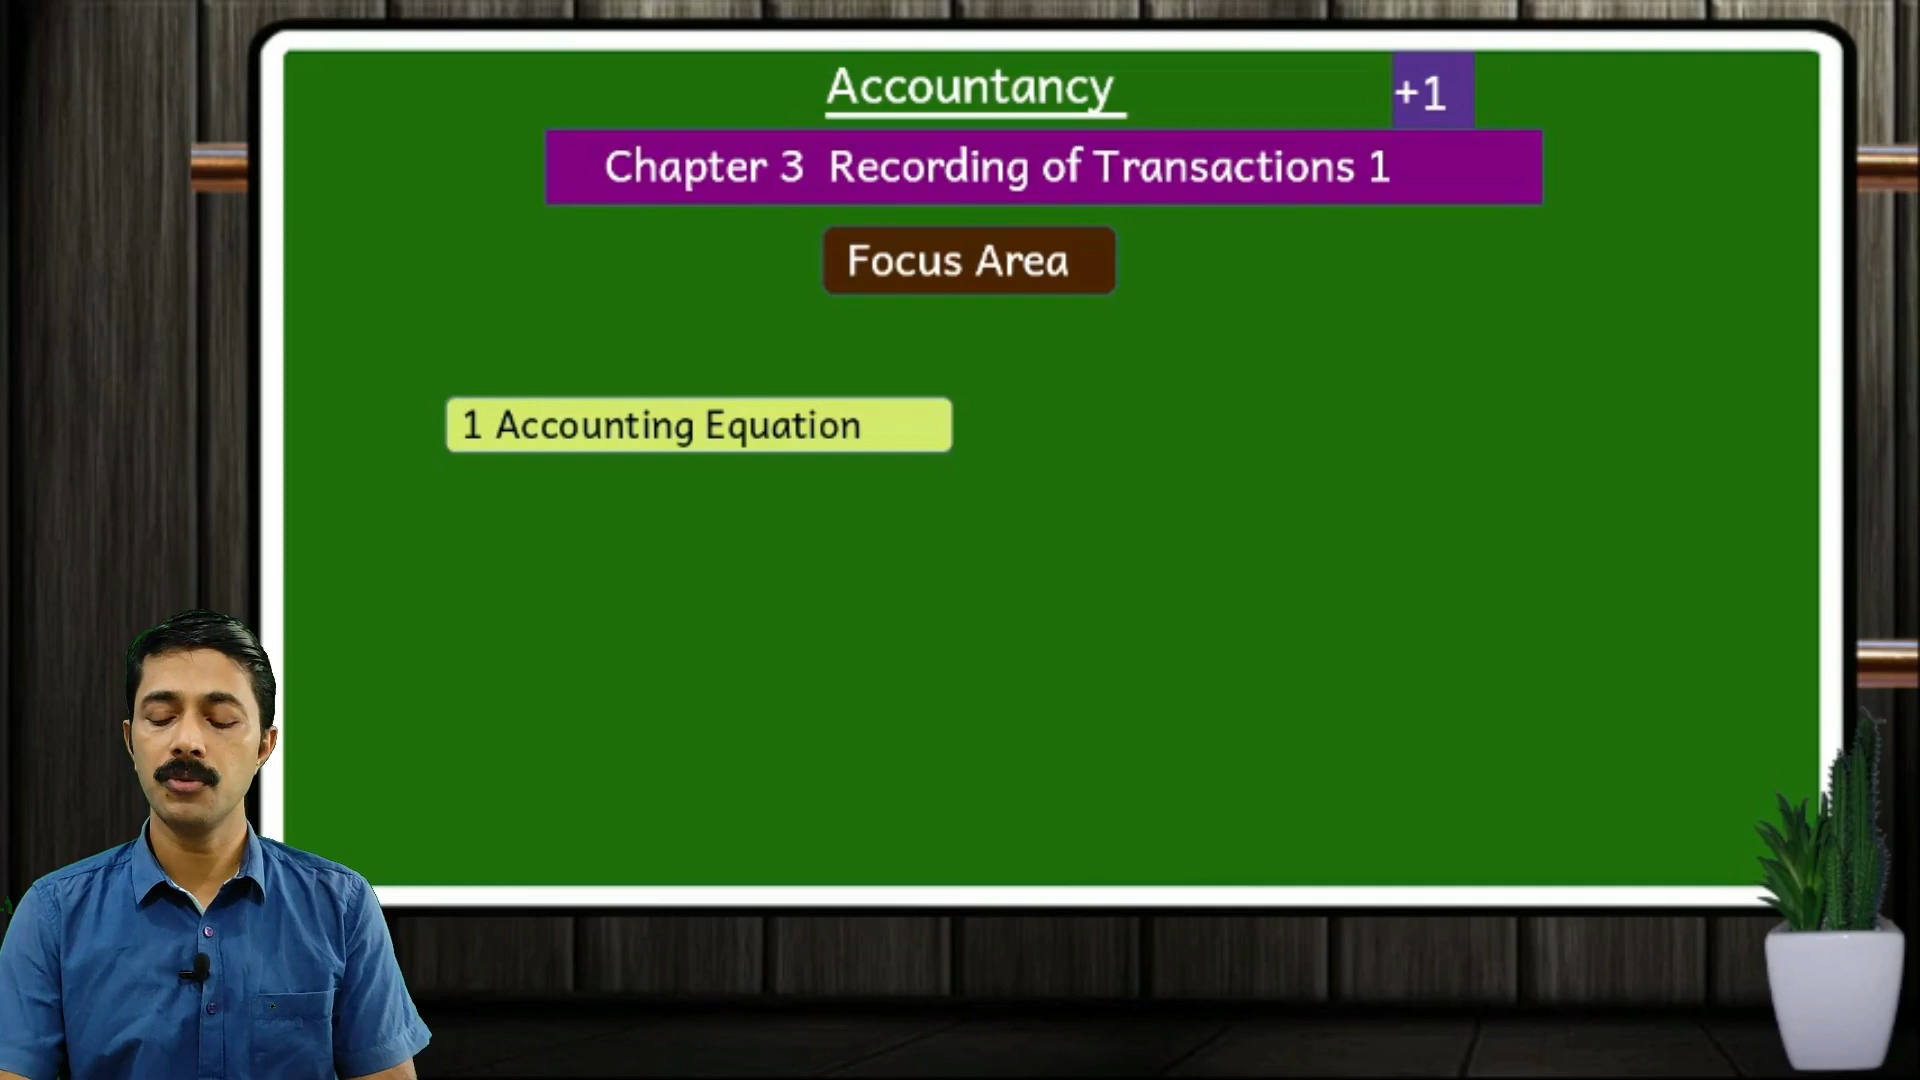 Accountancy
+1
Chapter 3 Recording of Transactions 1
Focus Area
1 Accounting Equation